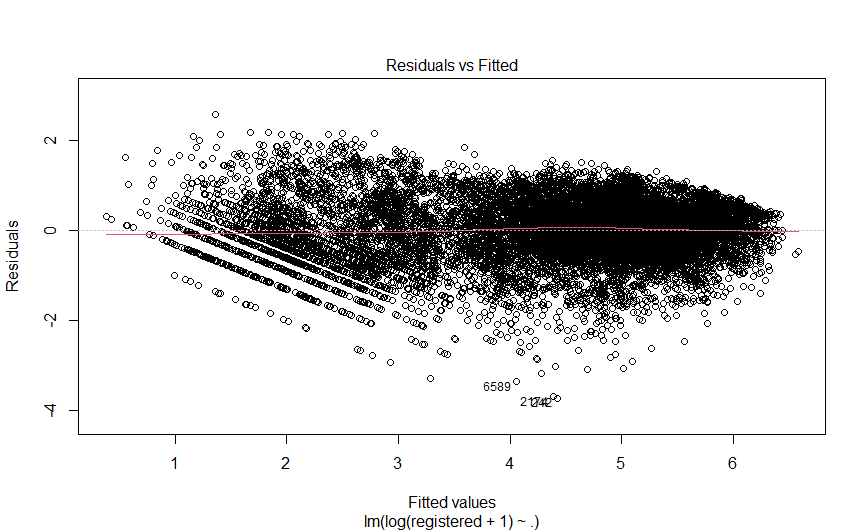 Residuals vs Fitted
Residuals
2
0
-2
-4
6589
242
1 2 3 4 5 6
Fitted values
lm(log(registered + 1) ~ .)